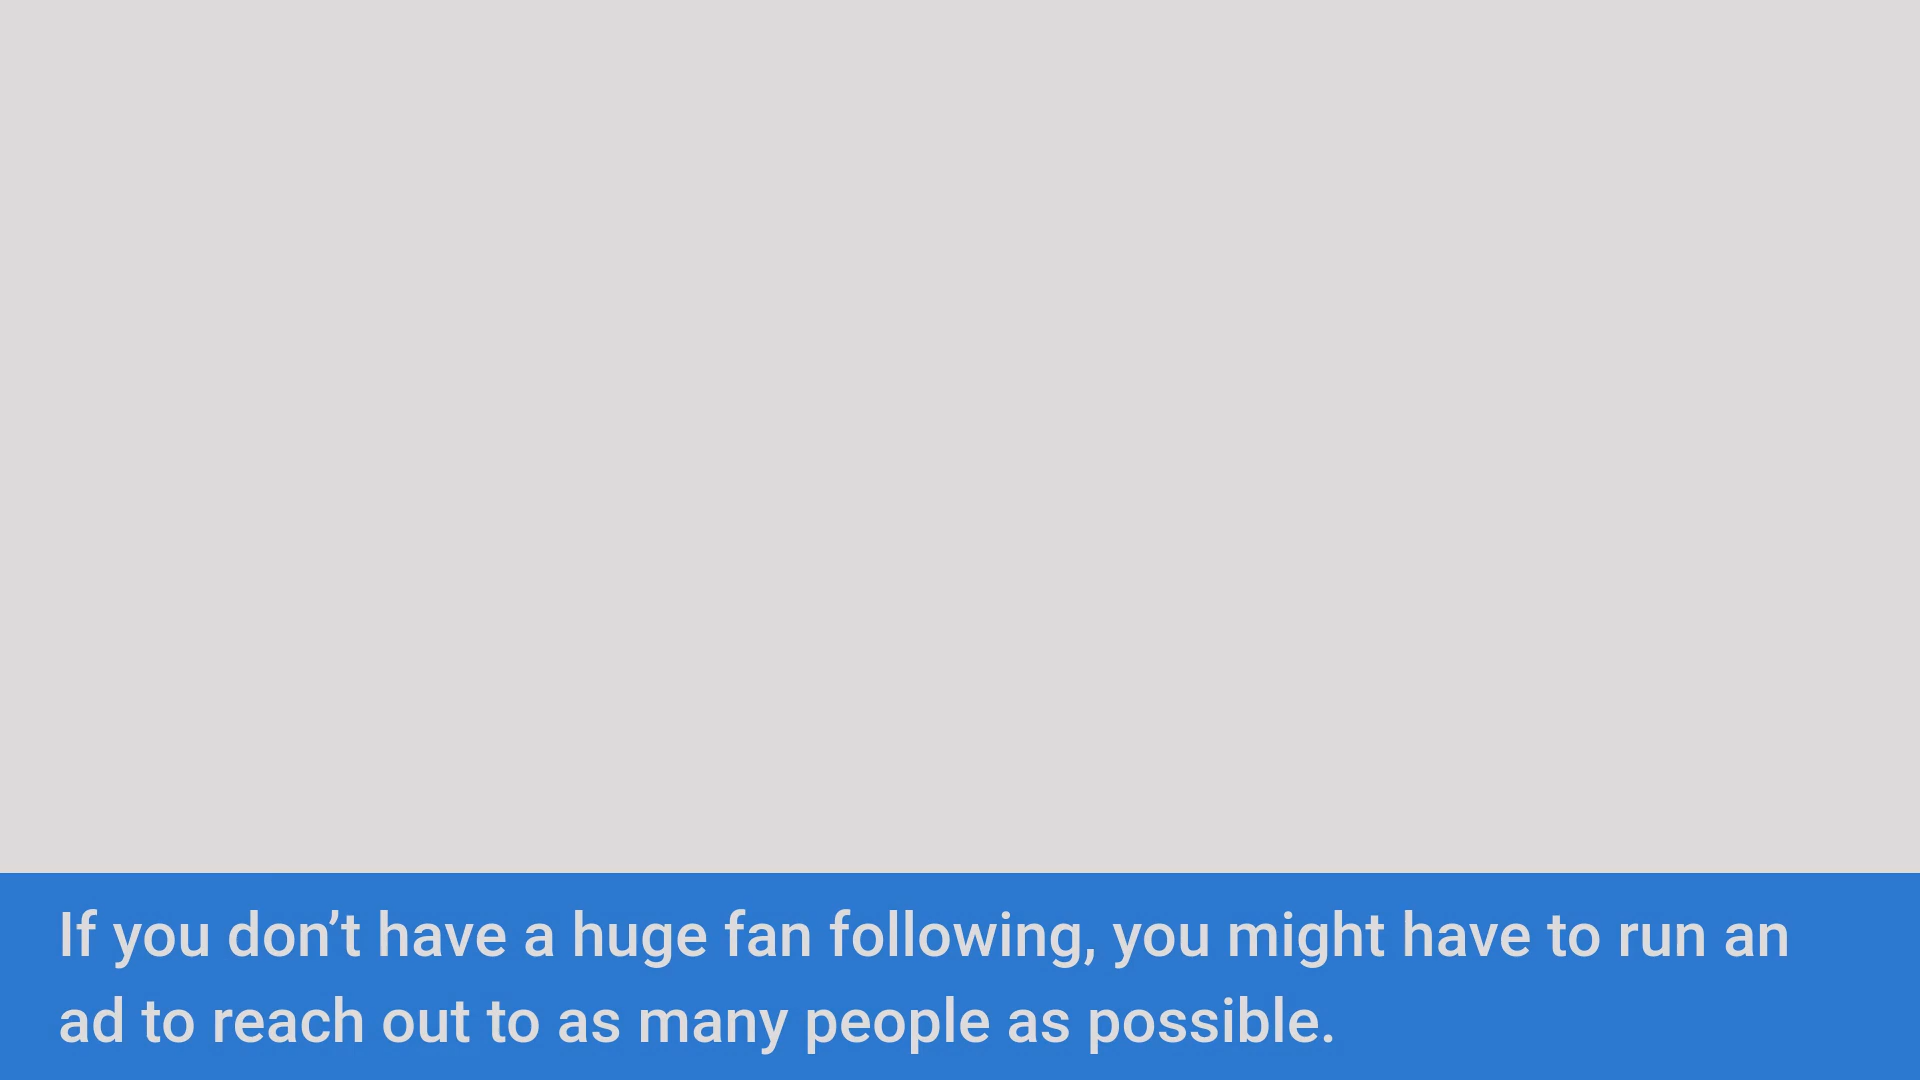 If you don’t have a huge fan following, you might have to run an
ad to reach out to as many people as possible.